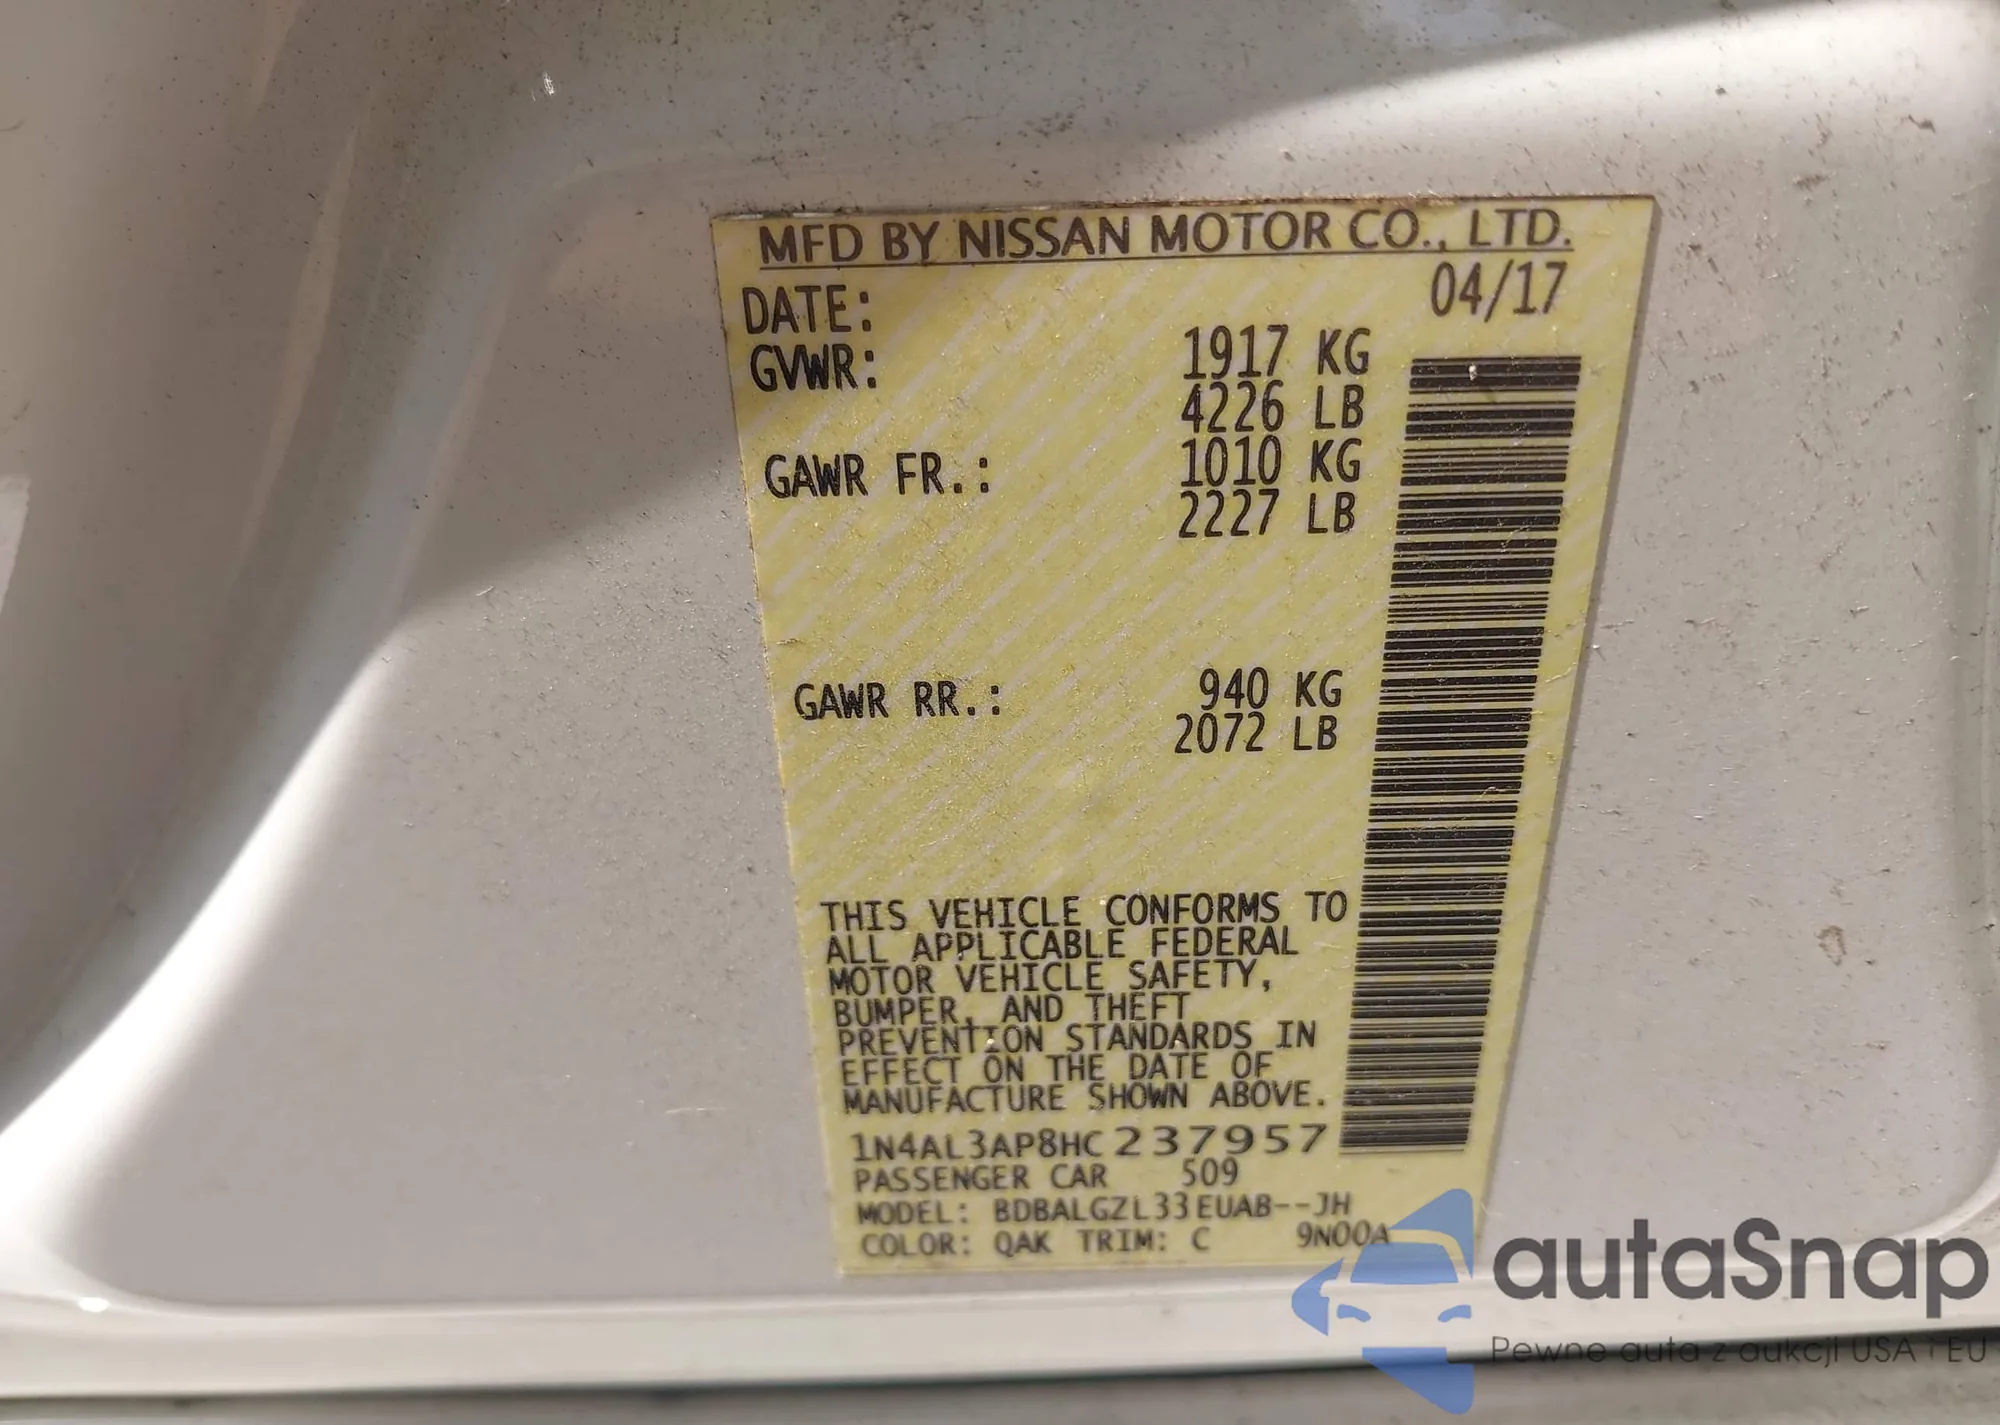 MFD BY NISSAN MOTOR CO., LTD.
DATE: 04/17
GVWR: 1917 KG
4226 LB
GAWR FR.: 1010 KG
2227 LB
GAWR RR.: 940 KG
2072 LB
THIS VEHICLE CONFORMS TO
ALL APPLICABLE FEDERAL
MOTOR VEHICLE SAFETY,
BUMPER, AND THEFT
PREVENTION STANDARDS IN
EFFECT ON THE DATE OF
MANUFACTURE SHOWN ABOVE.
1N4AL3AP8HC237957
PASSENGER CAR 509
MODEL: BDBALGZL33EUAB--JH
COLOR: QAK TRIM: C 9N00A
autaSnap
Pewne auta z aukcji USA i EU